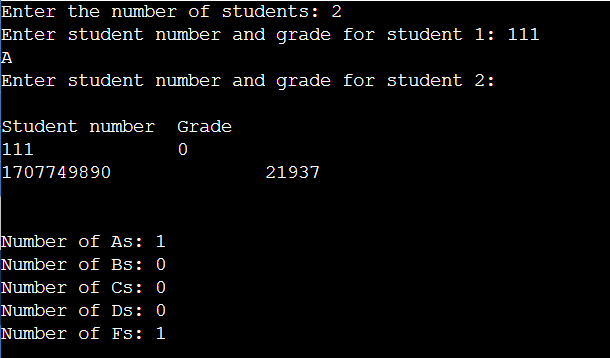 Enter the number of students: 2
Enter student number and grade for student 1: 111
A
Enter student number and grade for student 2:
Student number  Grade
111             0
1707749890              21937
Number of As: 1
Number of Bs: 0
Number of Cs: 0
Number of Ds: 0
Number of Fs: 1